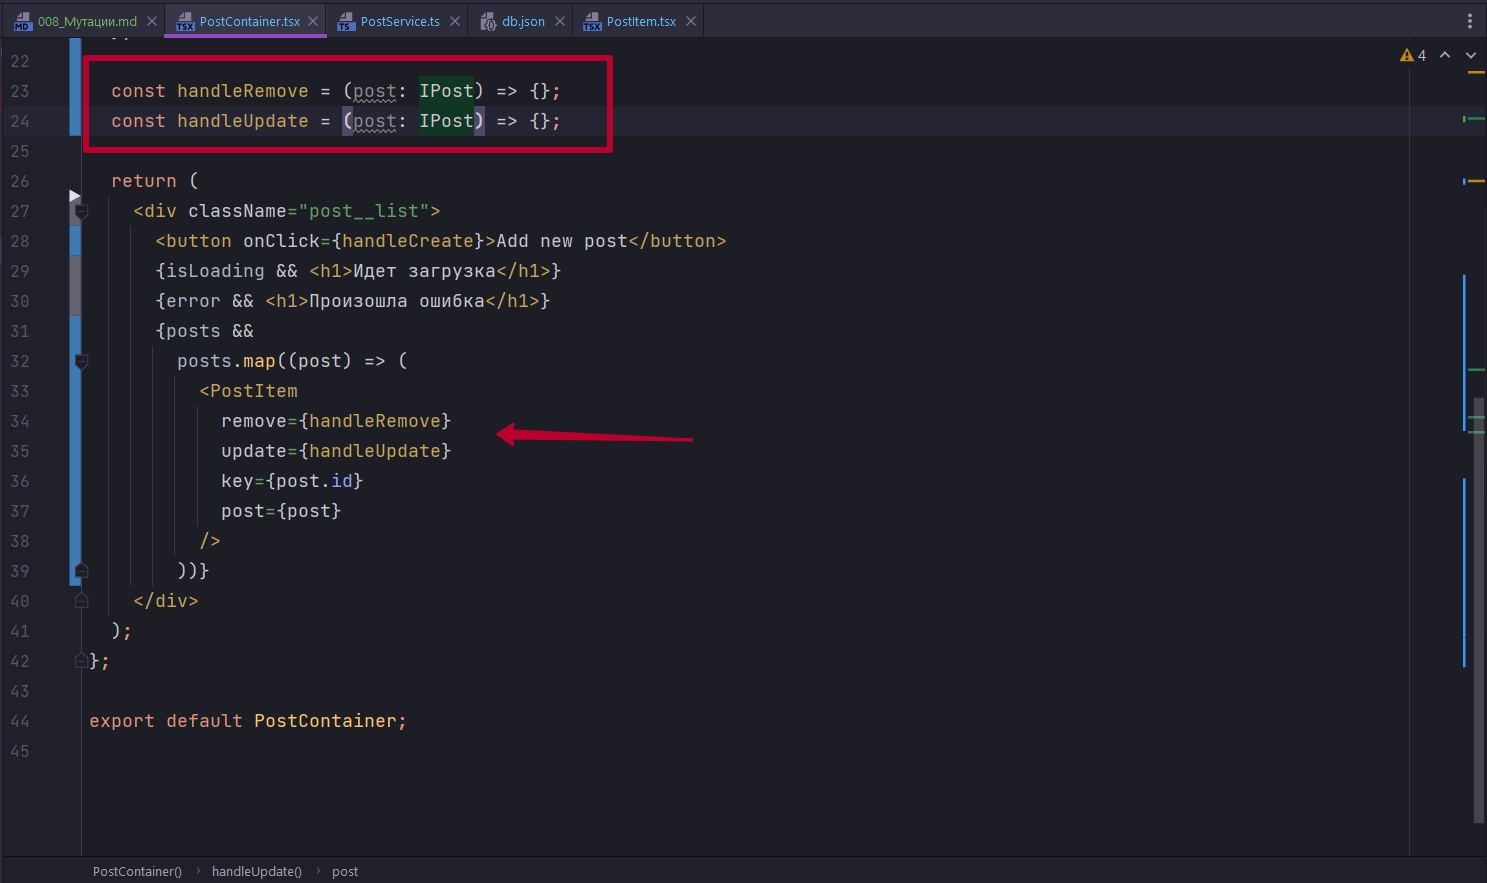 008_Мутации.md PostContainer.tsx PostService.ts db.json PostItem.tsx
4
22
23 const handleRemove = (post: IPost) => {};
24 const handleUpdate = (post: IPost) => {};
25
26 return (
27 <div className="post__list">
28 <button onClick={handleCreate}>Add new post</button>
29 {isLoading && <h1>Идет загрузка</h1>}
30 {error && <h1>Произошла ошибка</h1>}
31 {posts &&
32 posts.map((post) => (
33 <PostItem
34 remove={handleRemove}
35 update={handleUpdate}
36 key={post.id}
37 post={post}
38 />
39 ))}
40 </div>
41 );
42 };
43
44 export default PostContainer;
45
PostContainer() › handleUpdate() › post